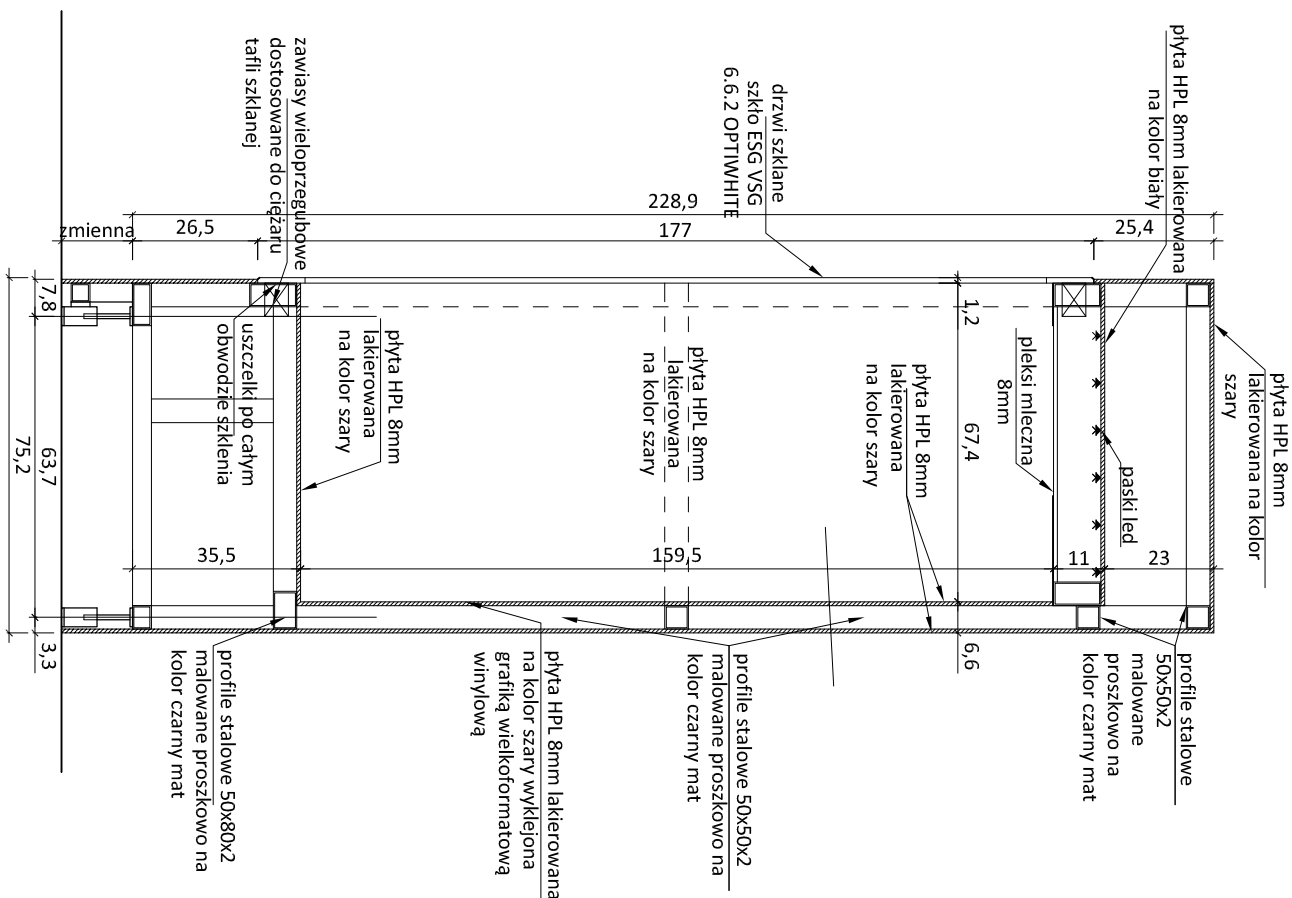 płyta HPL 8mm lakierowana
na kolor biały
drzwi szklane
szkło ESG VSG
6.6.2 OPTIWHITE
zawiasy wieloprzegubowe
dostosowane do ciężaru
tafli szklanej
228,9
zmienna
26,5
177
25,4
7,8
63,7
75,2
3,3
1,2
67,4
6,6
uszczelki po całym
obwodzie szklenia
płyta HPL 8mm
lakierowana
na kolor szary
płyta HPL 8mm
lakierowana
na kolor szary
płyta HPL 8mm
lakierowana
na kolor szary
pleksi mleczna
8mm
paski led
płyta HPL 8mm
lakierowana na kolor
szary
35,5
159,5
11
23
profile stalowe 50x80x2
malowane proszkowo na
kolor czarny mat
płyta HPL 8mm lakierowana
na kolor szary wyklejona
grafiką wielkoformatową
winylową
profile stalowe 50x50x2
malowane proszkowo na
kolor czarny mat
profile stalowe
50x50x2
malowane
proszkowo na
kolor czarny mat